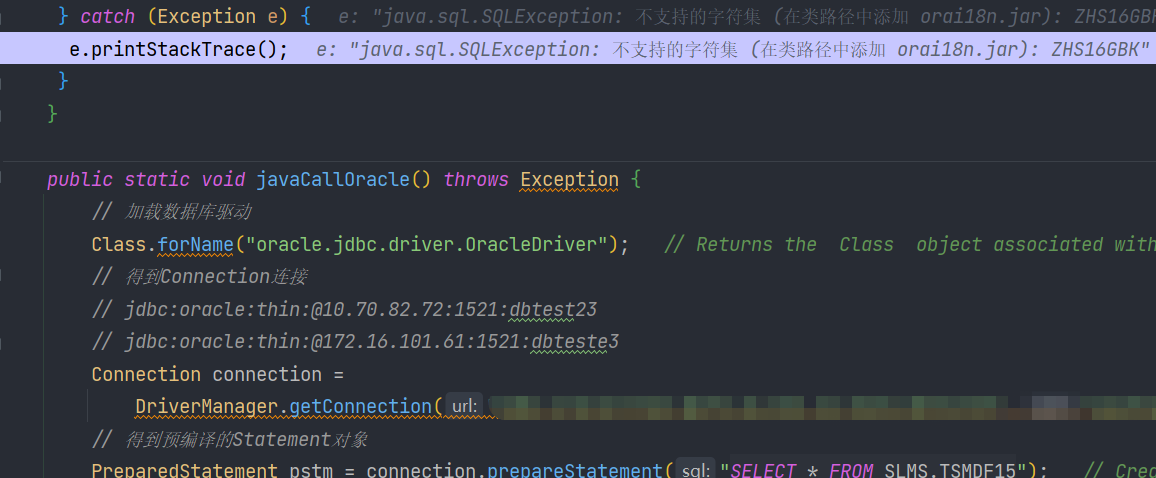 } catch (Exception e) { e: "java.sql.SQLException: 不支持的字符集 (在类路径中添加 orai18n.jar): ZHS16GBK"
e.printStackTrace(); e: "java.sql.SQLException: 不支持的字符集 (在类路径中添加 orai18n.jar): ZHS16GBK"
}
}
public static void javaCallOracle() throws Exception {
// 加载数据库驱动
Class.forName("oracle.jdbc.driver.OracleDriver"); // Returns the Class object associated with
// 得到Connection连接
// jdbc:oracle:thin:@10.70.82.72:1521:dbtest23
// jdbc:oracle:thin:@172.16.101.61:1521:dbteste3
Connection connection =
DriverManager.getConnection( url:
// 得到预编译的Statement对象
PreparedStatement pstm = connection.prepareStatement( sql: "SELECT * FROM SLMS.TSMDF15"); // Crea